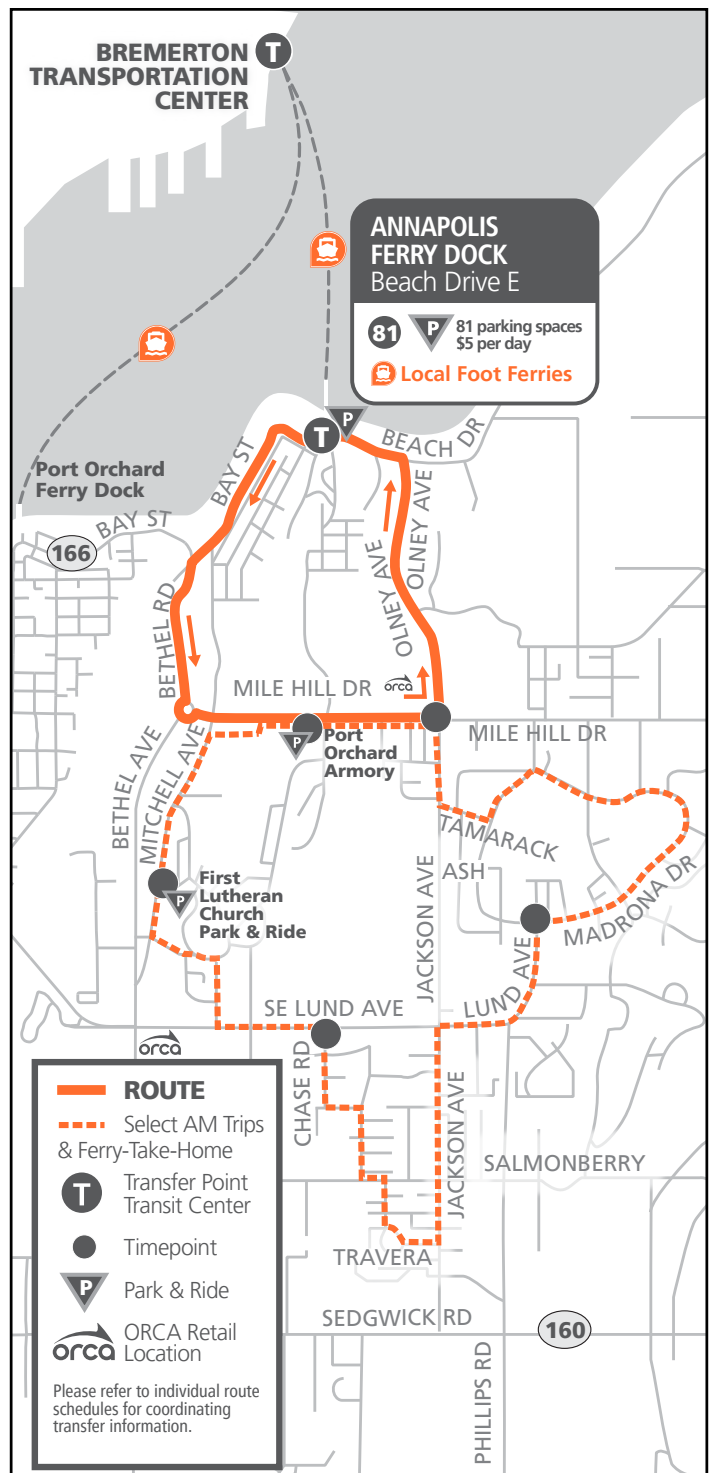 BREMERTON
TRANSPORTATION
CENTER
T
ANNAPOLIS
FERRY DOCK
Beach Drive E
81
P
81 parking spaces
$5 per day
Local Foot Ferries
P
T
BEACH DR
BAY ST
Port Orchard
Ferry Dock
BAY ST
166
OLNEY AVE
OLNEY AVE
BETHEL RD
orca
MILE HILL DR
MILE HILL DR
P
Port
Orchard
Armory
BETHEL AVE
MITCHELL AVE
TAMARACK
ASH
First
Lutheran
Church
Park & Ride
P
JACKSON AVE
MADRONA DR
LUND AVE
SE LUND AVE
orca
CHASE RD
JACKSON AVE
SALMONBERRY
TRAVERA
SEDGWICK RD
160
PHILLIPS RD
ROUTE
Select AM Trips
& Ferry-Take-Home
T
Transfer Point
Transit Center
Timepoint
P
Park & Ride
orca
ORCA Retail
Location
Please refer to individual route
schedules for coordinating
transfer information.